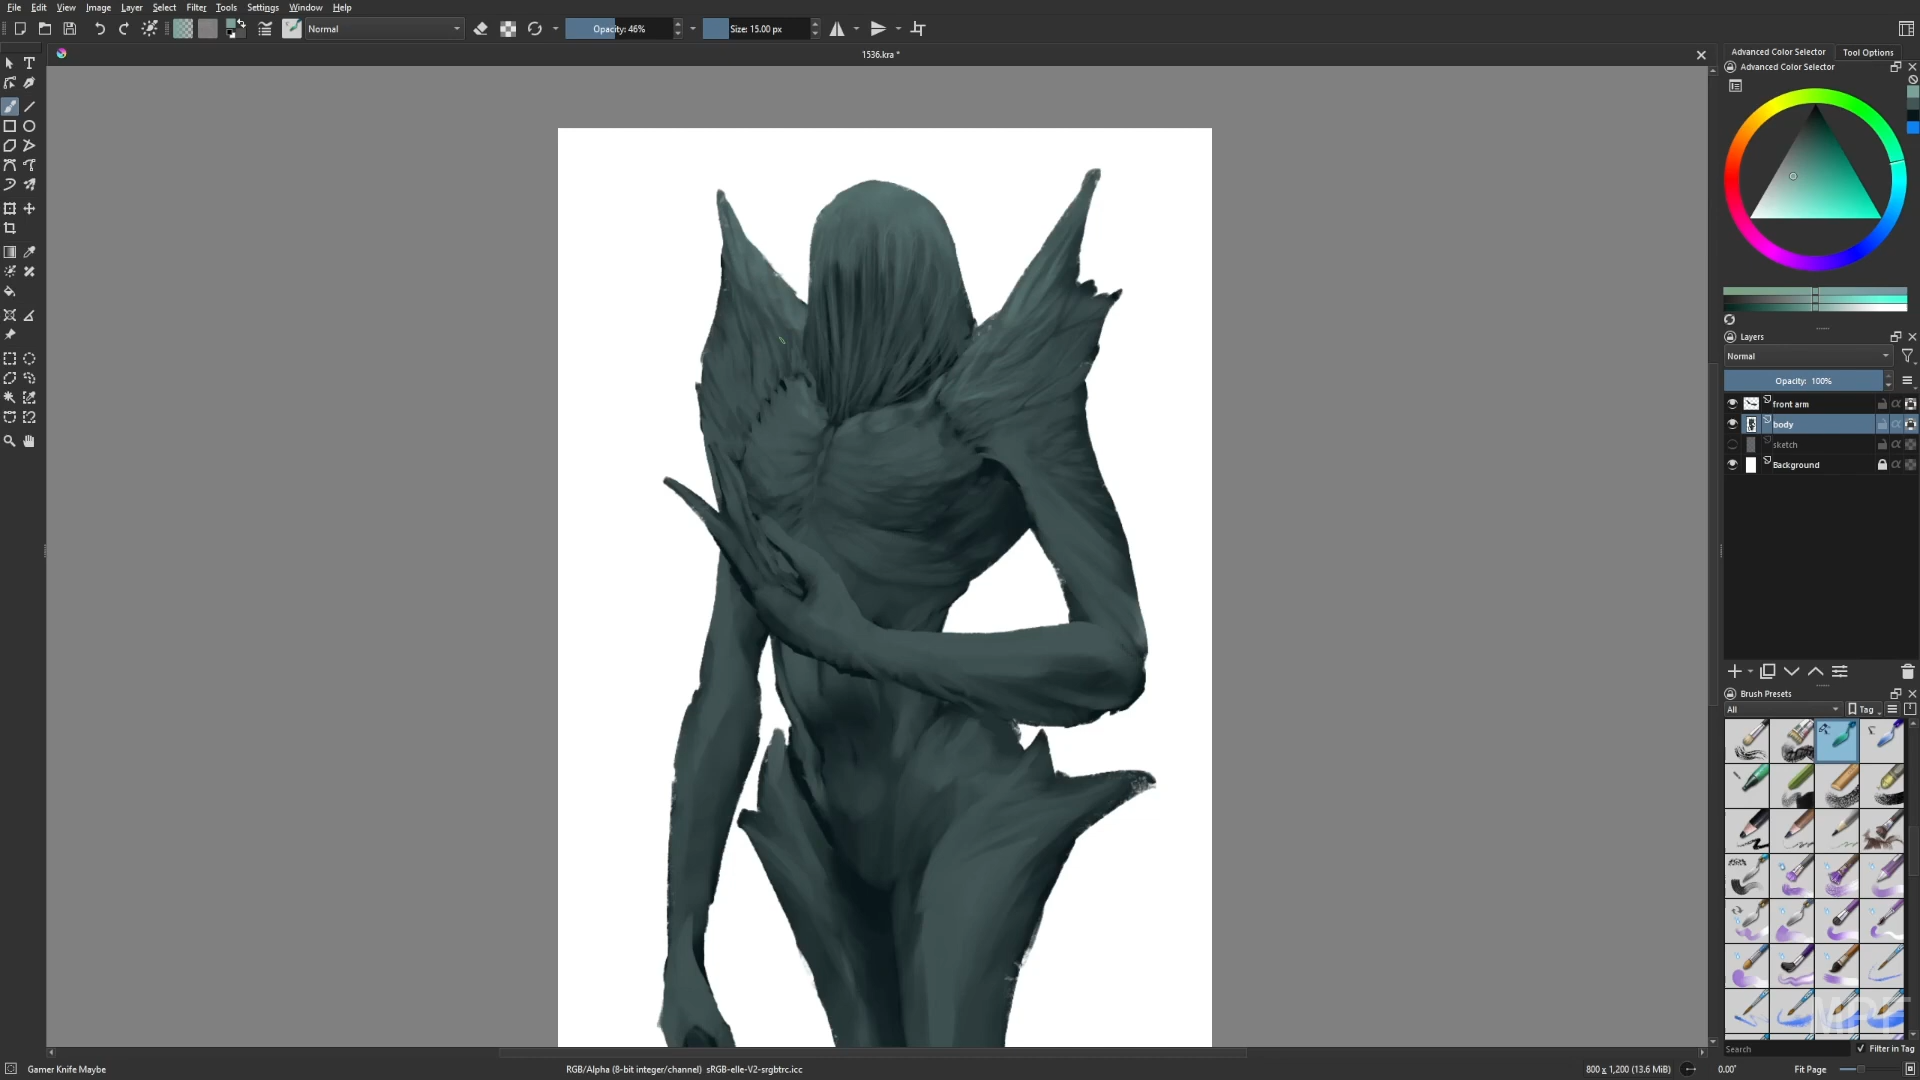 File Edit View Image Layer Select Filter Tools Settings Window Help
Normal
Opacity: 46%
Size: 15.00 px
1536.kra *
Advanced Color Selector
Tool Options
Advanced Color Selector
Layers
Normal
Opacity: 100%
front arm
body
sketch
Background
Brush Presets
All
Tag
Search
Filter in Tag
Gamer Knife Maybe
RGB/Alpha (8-bit integer/channel) sRGB-elle-V2-srgbtrc.icc
800 x 1,200 (13.6 MiB)
0.00°
Fit Page